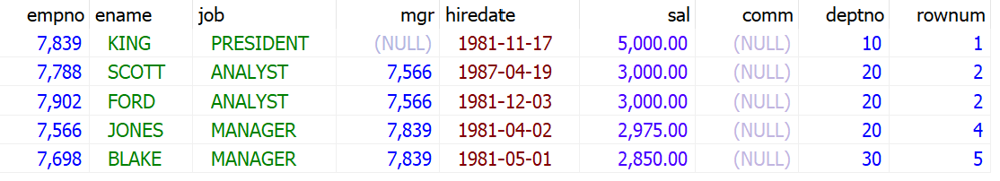 empno ename job mgr hiredate sal comm deptno rownum
7,839 KING PRESIDENT (NULL) 1981-11-17 5,000.00 (NULL) 10 1
7,788 SCOTT ANALYST 7,566 1987-04-19 3,000.00 (NULL) 20 2
7,902 FORD ANALYST 7,566 1981-12-03 3,000.00 (NULL) 20 2
7,566 JONES MANAGER 7,839 1981-04-02 2,975.00 (NULL) 20 4
7,698 BLAKE MANAGER 7,839 1981-05-01 2,850.00 (NULL) 30 5